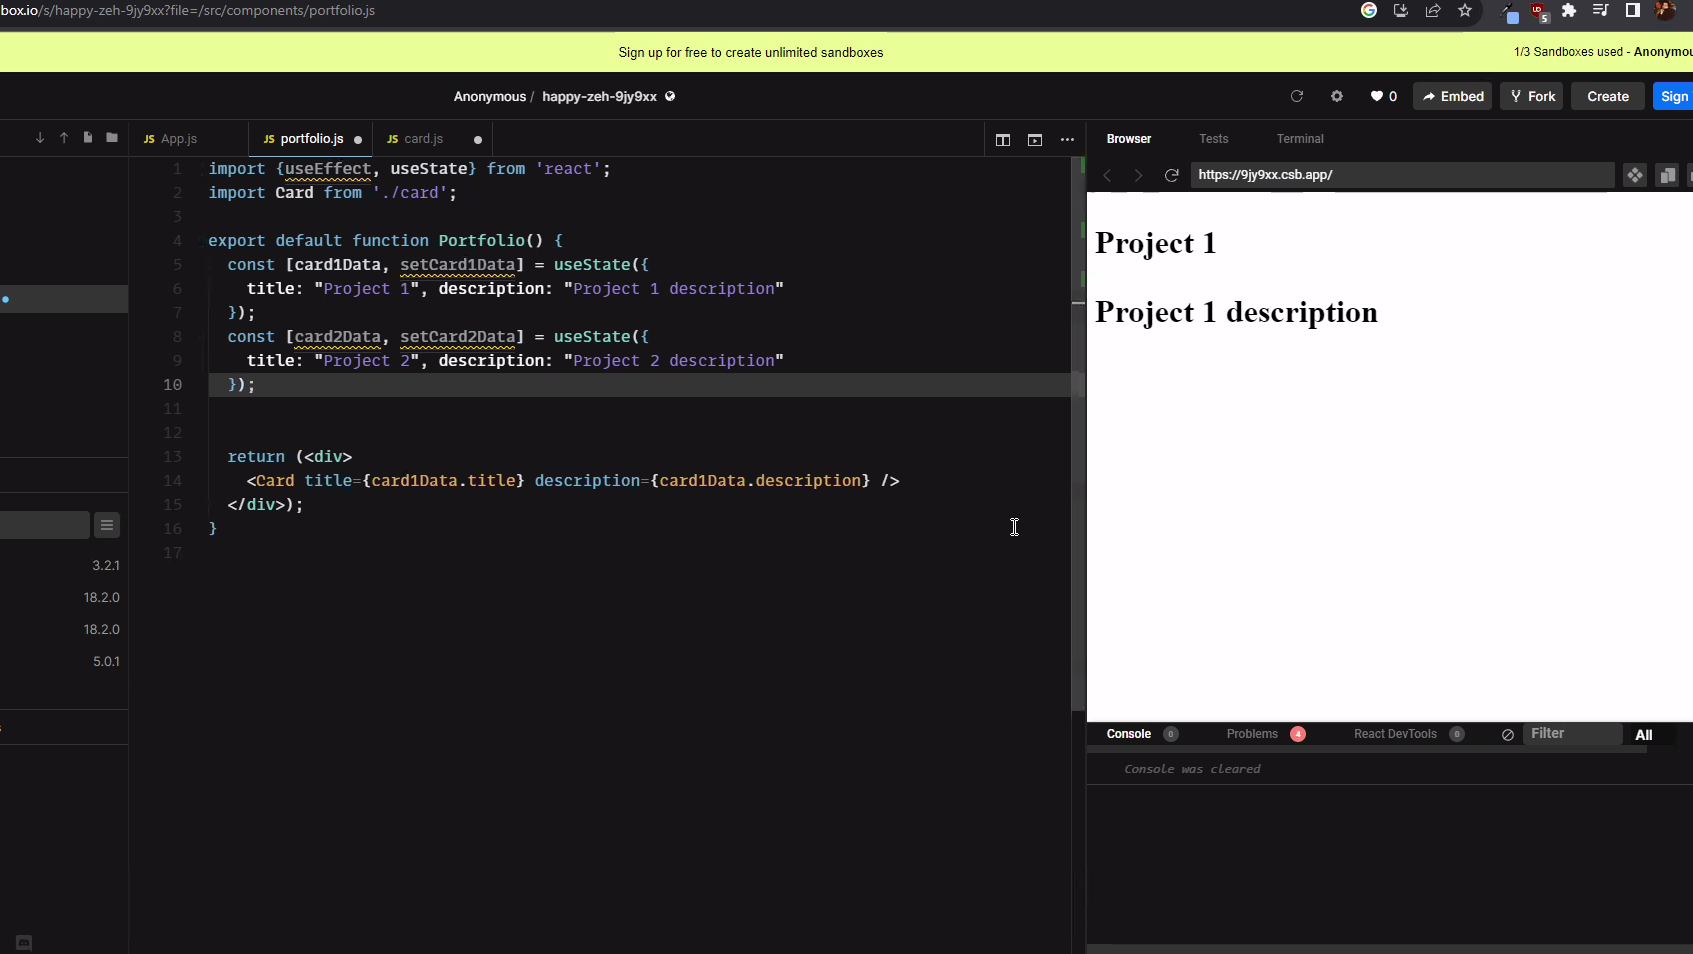 box.io/s/happy-zeh-9jy9xx?file=/src/components/portfolio.js
5
Sign up for free to create unlimited sandboxes
1/3 Sandboxes used - Anonymou
Anonymous / happy-zeh-9jy9xx
0
Embed
Fork
Create
Sign
JS App.js
JS portfolio.js
JS card.js
Browser
Tests
Terminal
https://9jy9xx.csb.app/
1 import {useEffect, useState} from 'react';
2 import Card from './card';
3
4 export default function Portfolio() {
5 const [card1Data, setCard1Data] = useState({
6 title: "Project 1", description: "Project 1 description"
7 });
8 const [card2Data, setCard2Data] = useState({
9 title: "Project 2", description: "Project 2 description"
10 });
11
12
13 return (<div>
14 <Card title={card1Data.title} description={card1Data.description} />
15 </div>);
16 }
17
3.2.1
18.2.0
18.2.0
5.0.1
Project 1
Project 1 description
Console 0
Problems 4
React DevTools 0
Filter
All
Console was cleared